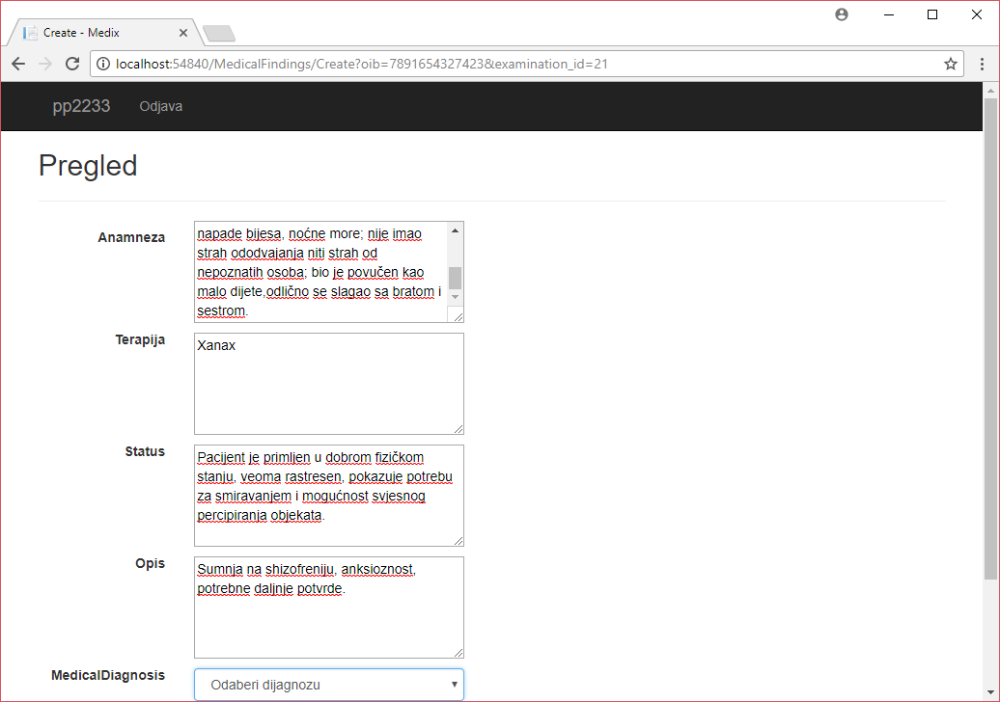 Create - Medix
localhost:54840/MedicalFindings/Create?oib=7891654327423&examination_id=21
pp2233 Odjava
Pregled
Anamneza
napade bijesa, noćne more; nije imao
strah ododvajanja niti strah od
nepoznatih osoba; bio je povučen kao
malo dijete,odlično se slagao sa bratom i
sestrom.
Terapija
Xanax
Status
Pacijent je primljen u dobrom fizičkom
stanju, veoma rastresen, pokazuje potrebu
za smiravanjem i mogućnost svjesnog
percipiranja objekata.
Opis
Sumnja na shizofreniju, anksioznost,
potrebne daljnje potvrde.
MedicalDiagnosis
Odaberi dijagnozu